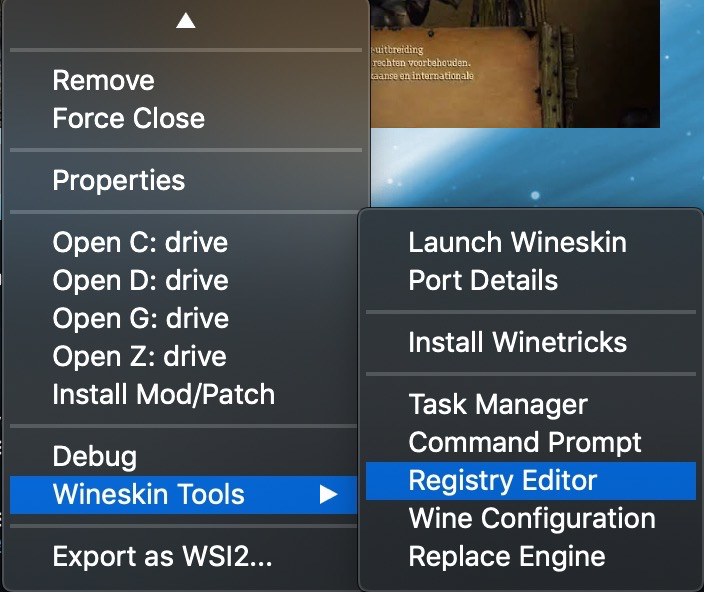 -uitbreiding
rechten voorbehouden.
kaanse en internationale
Remove
Force Close
Properties
Open C: drive
Open D: drive
Open G: drive
Open Z: drive
Install Mod/Patch
Debug
Wineskin Tools
Export as WSI2...
Launch Wineskin
Port Details
Install Winetricks
Task Manager
Command Prompt
Registry Editor
Wine Configuration
Replace Engine